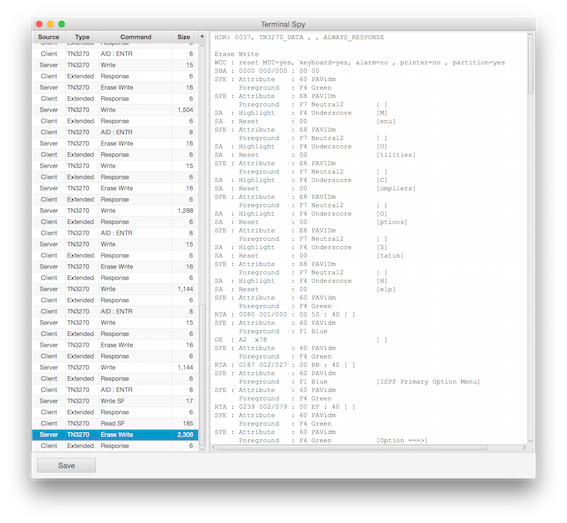 Terminal Spy
Source Type Command Size +
Client Extended Response 6
Client TN3270 AID : ENTR 8
Server TN3270 Write 15
Client Extended Response 6
Server TN3270 Erase Write 16
Client Extended Response 6
Server TN3270 Write 1,504
Client Extended Response 6
Client TN3270 AID : ENTR 8
Server TN3270 Erase Write 16
Client Extended Response 6
Server TN3270 Write 15
Client Extended Response 6
Server TN3270 Erase Write 16
Client Extended Response 6
Server TN3270 Write 1,288
Client Extended Response 6
Client TN3270 AID : ENTR 8
Server TN3270 Write 15
Client Extended Response 6
Server TN3270 Erase Write 16
Client Extended Response 6
Server TN3270 Write 1,144
Client Extended Response 6
Client TN3270 AID : ENTR 8
Server TN3270 Write 15
Client Extended Response 6
Server TN3270 Erase Write 16
Client Extended Response 6
Server TN3270 Write 1,144
Client Extended Response 6
Client TN3270 AID : ENTR 8
Server TN3270 Write SF 17
Client Extended Response 6
Client TN3270 Read SF 185
Server TN3270 Erase Write 2,306
Client Extended Response 6
HDR: 0037, TN3270_DATA , , ALWAYS_RESPONSE
Erase Write
WCC : reset MDT=yes, keyboard=yes, alarm=no , printer=no , partition=yes
SBA : 0000 000/000 : 00 00
SFE : Attribute : 60 PAVidm
Foreground : F4 Green
SFE : Attribute : E8 PAVIDm
Foreground : F7 Neutral2 [ ]
SA : Highlight : F4 Underscore [M]
SA : Reset : 00 [enu]
SFE : Attribute : E8 PAVIDm
Foreground : F7 Neutral2 [ ]
SA : Highlight : F4 Underscore [U]
SA : Reset : 00 [tilities]
SFE : Attribute : E8 PAVIDm
Foreground : F7 Neutral2 [ ]
SA : Highlight : F4 Underscore [C]
SA : Reset : 00 [ompilers]
SFE : Attribute : E8 PAVIDm
Foreground : F7 Neutral2 [ ]
SA : Highlight : F4 Underscore [O]
SA : Reset : 00 [ptions]
SFE : Attribute : E8 PAVIDm
Foreground : F7 Neutral2 [ ]
SA : Highlight : F4 Underscore [S]
SA : Reset : 00 [tatus]
SFE : Attribute : E8 PAVIDm
Foreground : F7 Neutral2 [ ]
SA : Highlight : F4 Underscore [H]
SA : Reset : 00 [elp]
SFE : Attribute : 60 PAVidm
Foreground : F4 Green
RTA : 0080 001/000 : 00 50 : 40 [ ]
SFE : Attribute : 60 PAVidm
Foreground : F1 Blue
GE : A2 x78 [ ]
SFE : Attribute : 60 PAVidm
Foreground : F4 Green
RTA : 0187 002/027 : 00 BB : 40 [ ]
SFE : Attribute : 60 PAVidm
Foreground : F1 Blue [ISPF Primary Option Menu]
SFE : Attribute : 60 PAVidm
Foreground : F4 Green
RTA : 0239 002/079 : 00 EF : 40 [ ]
SFE : Attribute : 60 PAVidm
Foreground : F4 Green
SFE : Attribute : 60 PAVidm
Foreground : F4 Green [Option ===>]
Save